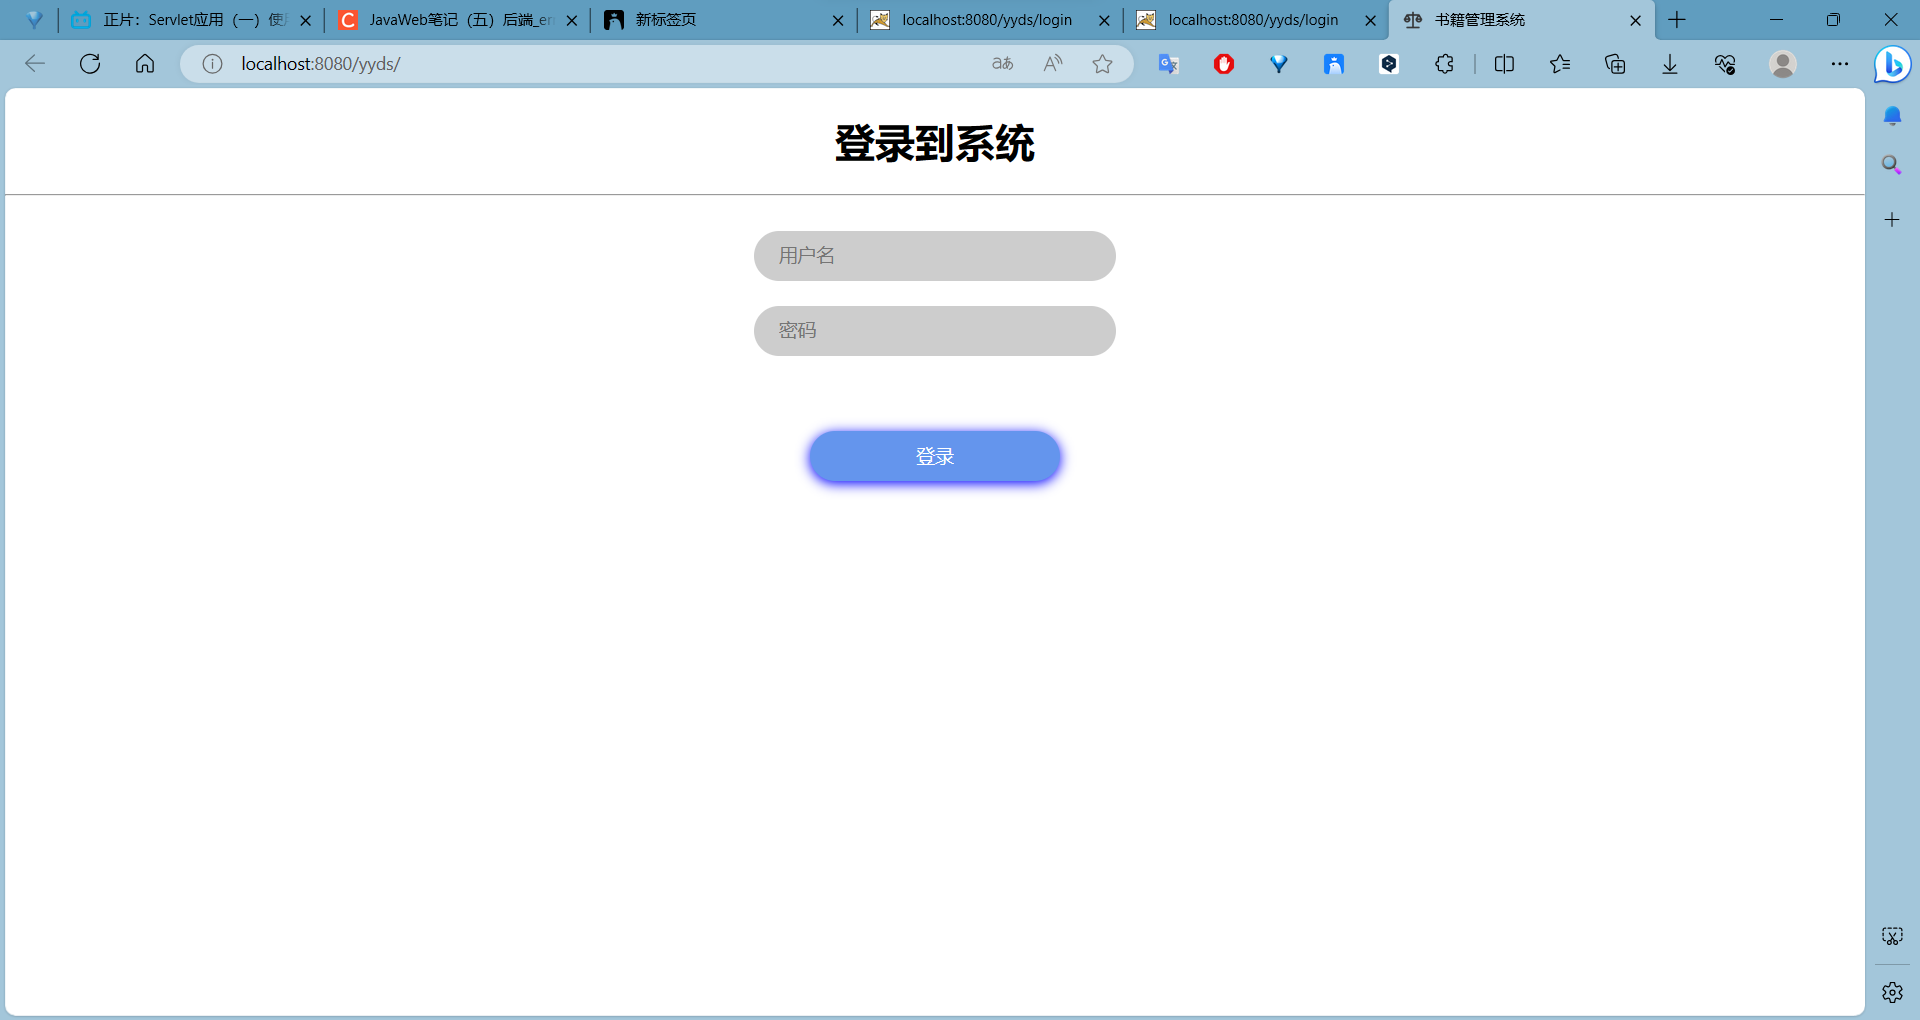 正片：Servlet应用（一）使用
JavaWeb笔记（五）后端_em
新标签页
localhost:8080/yyds/login
localhost:8080/yyds/login
书籍管理系统
localhost:8080/yyds/
登录到系统
用户名
密码
登录